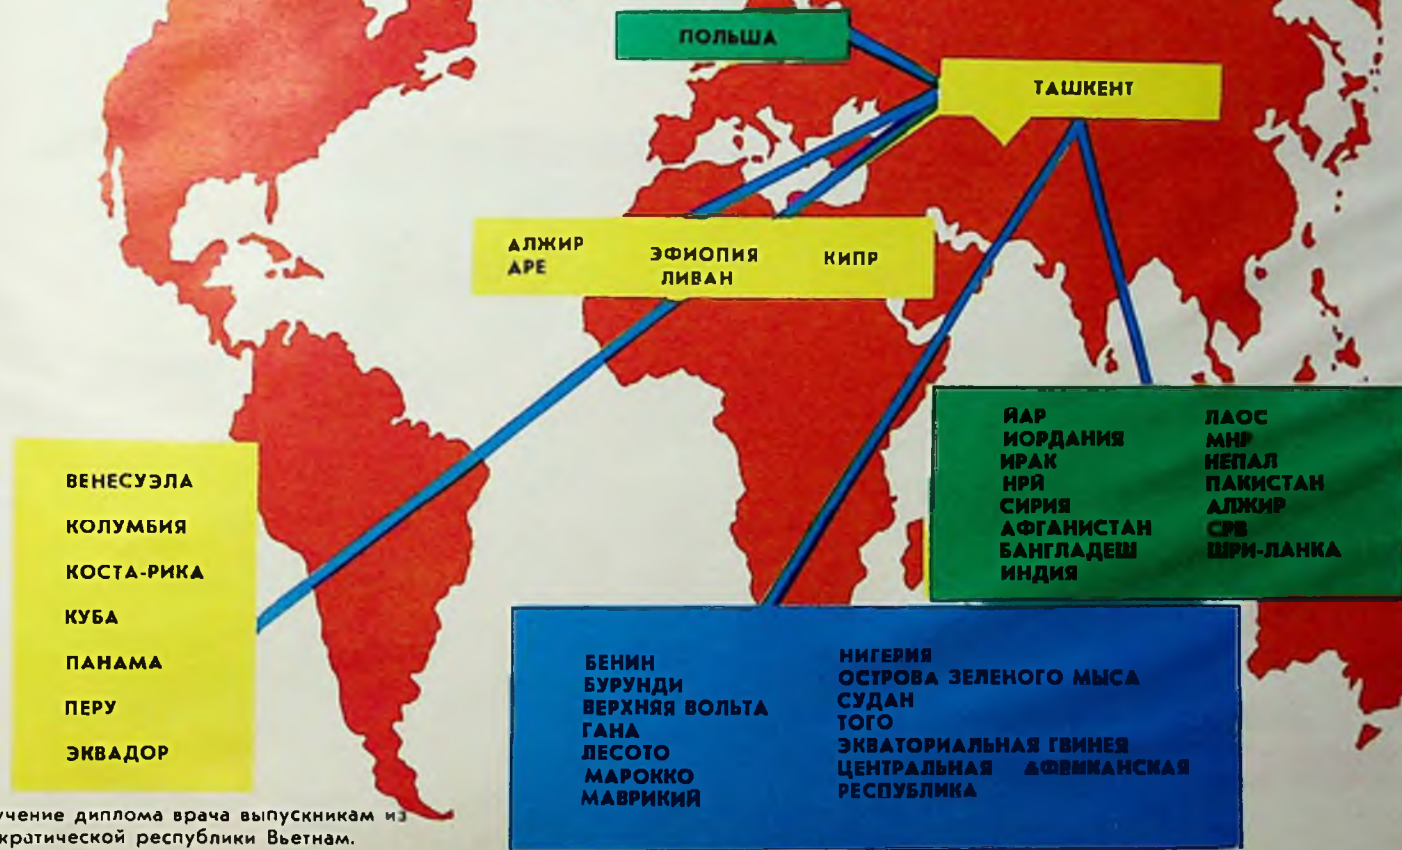 ПОЛЬША
ТАШКЕНТ
АЛЖИР
АРЕ
ЭФИОПИЯ
ЛИВАН
КИПР
ВЕНЕСУЭЛА
КОЛУМБИЯ
КОСТА-РИКА
КУБА
ПАНАМА
ПЕРУ
ЭКВАДОР
ЙАР
ИОРДАНИЯ
ИРАК
НРЙ
СИРИЯ
АФГАНИСТАН
БАНГЛАДЕШ
ИНДИЯ
ЛАОС
МНР
НЕПАЛ
ПАКИСТАН
АЛЖИР
СРВ
ШРИ-ЛАНКА
БЕНИН
БУРУНДИ
ВЕРХНЯЯ ВОЛЬТА
ГАНА
ЛЕСОТО
МАРОККО
МАВРИКИЙ
НИГЕРИЯ
ОСТРОВА ЗЕЛЕНОГО МЫСА
СУДАН
ТОГО
ЭКВАТОРИАЛЬНАЯ ГВИНЕЯ
ЦЕНТРАЛЬНАЯ АФРИКАНСКАЯ
РЕСПУБЛИКА
учение диплома врача выпускникам из
кратической республики Вьетнам.